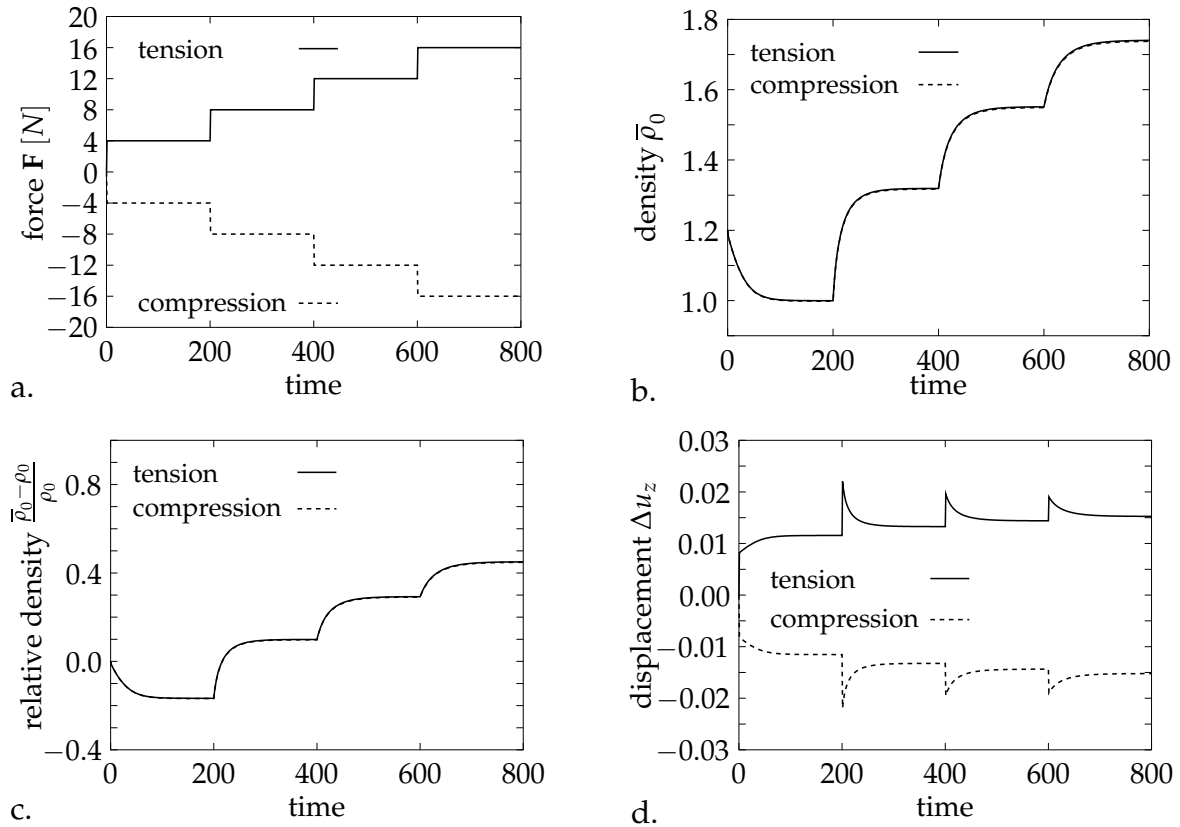 20
16
12
8
4
0
−4
−8
−12
−16
−20
force F [N]
tension
compression
0 200 400 600 800
time
a.
1.8
1.6
1.4
1.2
1.0
density ρ̅₀
tension
compression
0 200 400 600 800
time
b.
0.8
0.4
0.0
−0.4
relative density (ρ̅₀−ρ₀)/ρ₀
tension
compression
0 200 400 600 800
time
c.
0.03
0.02
0.01
0.00
−0.01
−0.02
−0.03
displacement Δu_z
tension
compression
0 200 400 600 800
time
d.